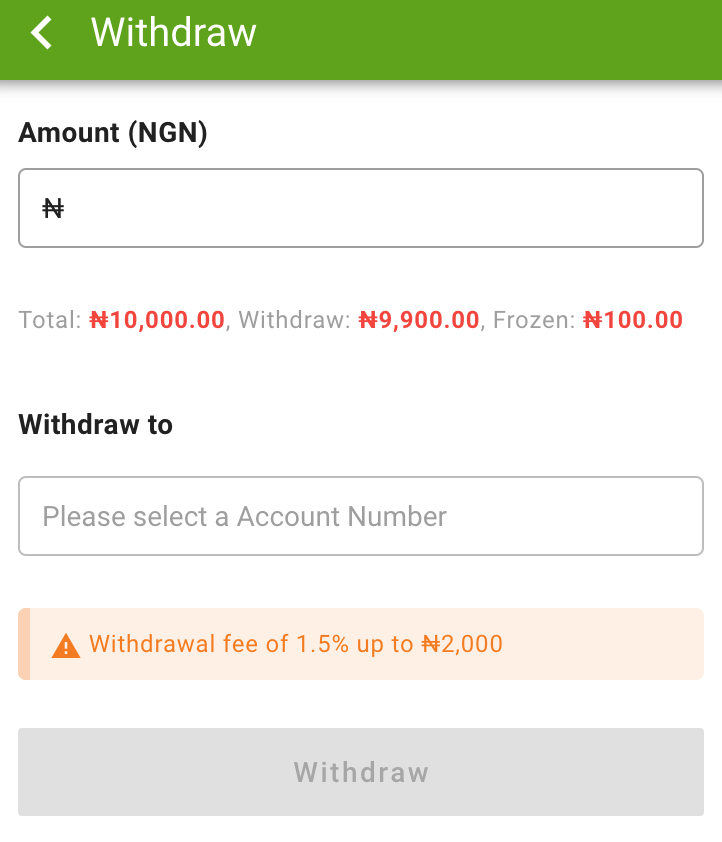 Withdraw
Amount (NGN)
₦
Total: ₦10,000.00, Withdraw: ₦9,900.00, Frozen: ₦100.00
Withdraw to
Please select a Account Number
Withdrawal fee of 1.5% up to ₦2,000
Withdraw